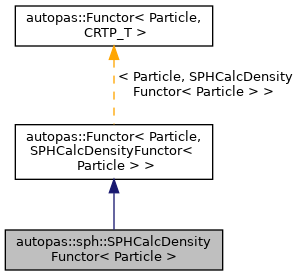 autopas::Functor< Particle,
CRTP_T >
< Particle, SPHCalcDensity
Functor< Particle > >
autopas::Functor< Particle,
SPHCalcDensityFunctor<
Particle > >
autopas::sph::SPHCalcDensity
Functor< Particle >